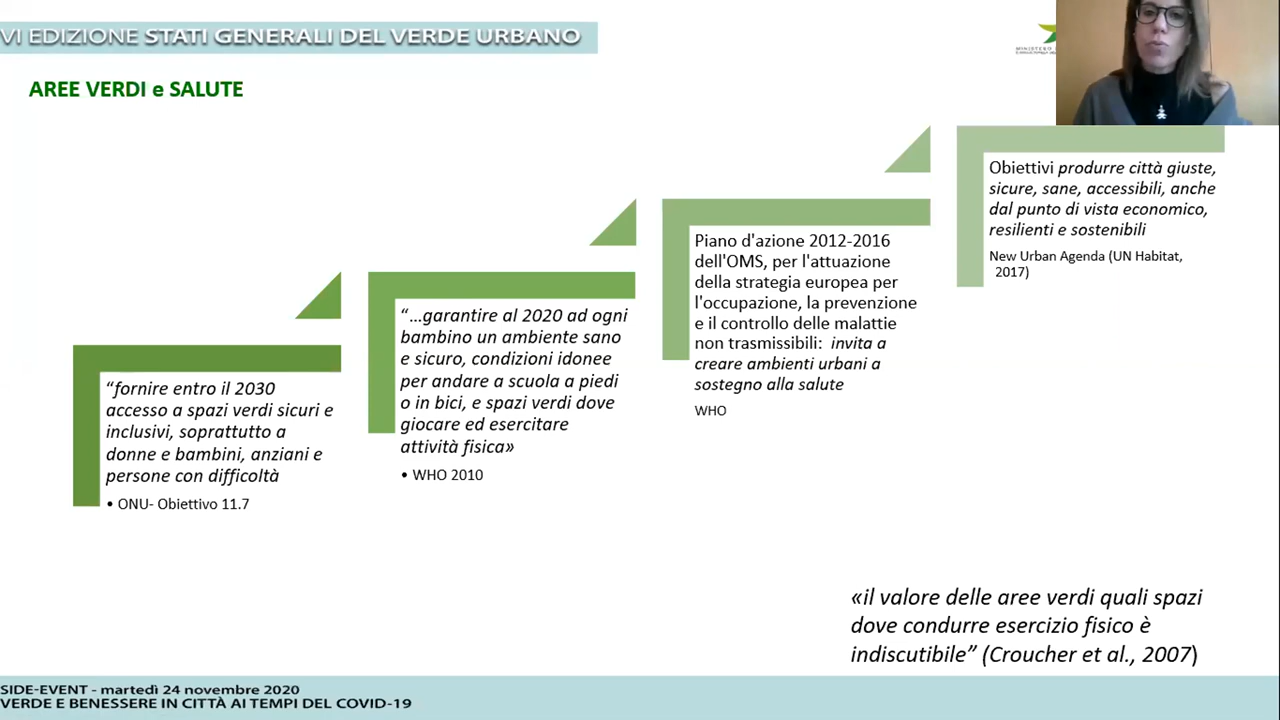 VI EDIZIONE STATI GENERALI DEL VERDE URBANO
AREE VERDI e SALUTE
“fornire entro il 2030
accesso a spazi verdi sicuri e
inclusivi, soprattutto a
donne e bambini, anziani e
persone con difficoltà
• ONU- Obiettivo 11.7
“…garantire al 2020 ad ogni
bambino un ambiente sano
e sicuro, condizioni idonee
per andare a scuola a piedi
o in bici, e spazi verdi dove
giocare ed esercitare
attività fisica»
• WHO 2010
Piano d'azione 2012-2016
dell'OMS, per l'attuazione
della strategia europea per
l'occupazione, la prevenzione
e il controllo delle malattie
non trasmissibili: invita a
creare ambienti urbani a
sostegno alla salute
WHO
Obiettivi produrre città giuste,
sicure, sane, accessibili, anche
dal punto di vista economico,
resilienti e sostenibili
New Urban Agenda (UN Habitat,
2017)
«il valore delle aree verdi quali spazi
dove condurre esercizio fisico è
indiscutibile” (Croucher et al., 2007)
SIDE-EVENT - martedì 24 novembre 2020
VERDE E BENESSERE IN CITTÀ AI TEMPI DEL COVID-19